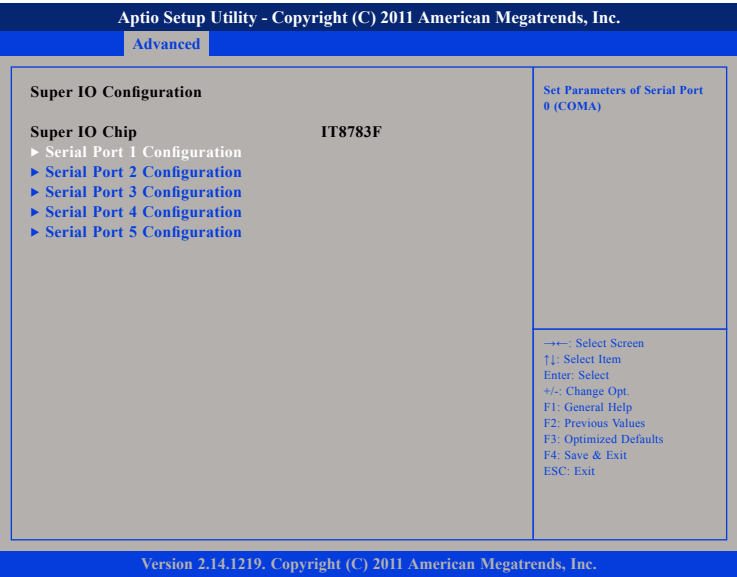 Aptio Setup Utility - Copyright (C) 2011 American Megatrends, Inc.
Advanced
Super IO Configuration
Super IO Chip IT8783F
► Serial Port 1 Configuration
► Serial Port 2 Configuration
► Serial Port 3 Configuration
► Serial Port 4 Configuration
► Serial Port 5 Configuration
Set Parameters of Serial Port
0 (COMA)
→←: Select Screen
↑↓: Select Item
Enter: Select
+/-: Change Opt.
F1: General Help
F2: Previous Values
F3: Optimized Defaults
F4: Save & Exit
ESC: Exit
Version 2.14.1219. Copyright (C) 2011 American Megatrends, Inc.